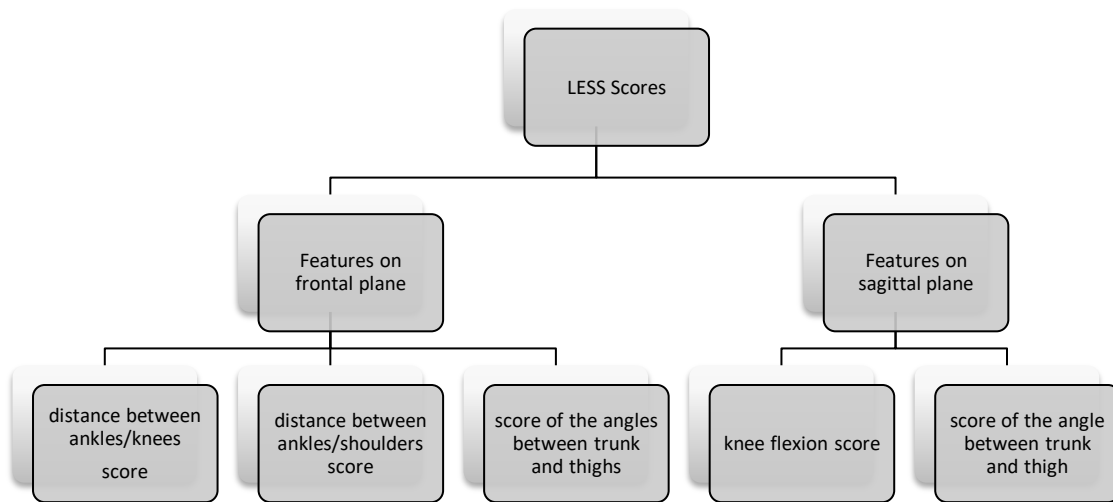 LESS Scores
Features on
frontal plane
Features on
sagittal plane
distance between
ankles/knees
score
distance between
ankles/shoulders
score
score of the angles
between trunk
and thighs
knee flexion score
score of the angle
between trunk
and thigh